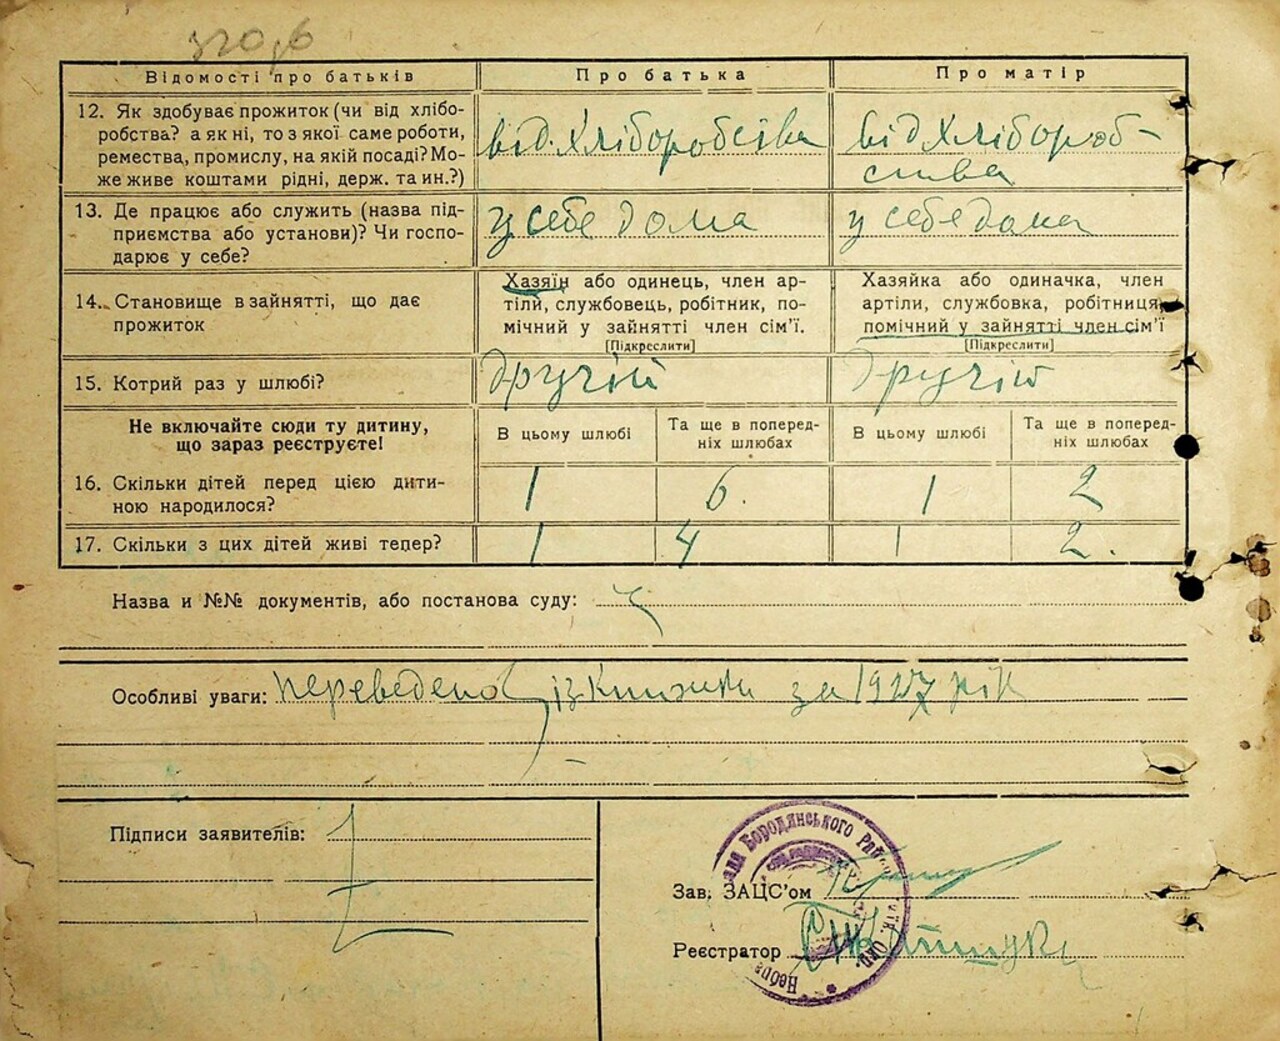 згодо
Відомості про батьків
Про батька
Про матір
12. Як здобуває прожиток (чи від хлібо-
робства? а як ні, то з якої саме роботи,
ремества, промислу, на якій посаді? Мо-
же живе коштами рідні, держ. та ин.?)
від. Хліборобсіва
від Хлібороб-
сива
13. Де працює або служить (назва під-
приємства або установи)? Чи госпо-
дарює у себе?
у себе дома
у себе дома
14. Становище в зайнятті, що дає
прожиток
Хазяїн або одинець, член ар-
тіли, службовець, робітник, по-
мічний у зайнятті член сім'ї.
[Підкреслити]
Хазяйка або одиначка, член
артіли, службовка, робітниця,
помічний у зайнятті член сім'ї
[Підкреслити]
15. Котрий раз у шлюбі?
другий
другий
Не включайте сюди ту дитину,
що зараз реєструєте!
В цьому шлюбі
Та ще в поперед-
ніх шлюбах
В цьому шлюбі
Та ще в поперед-
ніх шлюбах
16. Скільки дітей перед цією дити-
ною народилося?
1
6.
1
2
17. Скільки з цих дітей живі тепер?
1
4
1
2.
Назва и №№ документів, або постанова суду:
Особливі уваги: переведено із книжки за 1927 рік
Підписи заявителів:
Бородянського Рай
Зав. ЗАЦС'ом
Реєстратор